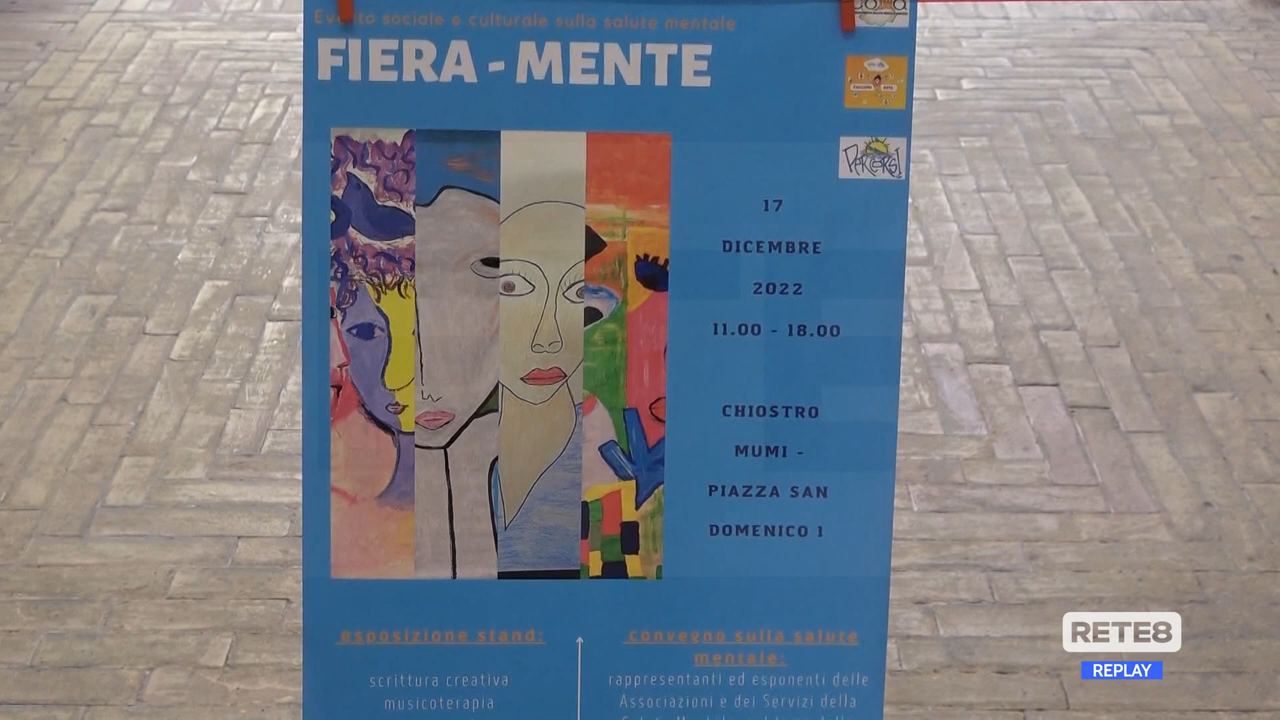 Evento sociale e culturale sulla salute mentale
FIERA - MENTE
PERCORSI
17
DICEMBRE
2022
11.00 - 18.00
CHIOSTRO
MUMI -
PIAZZA SAN
DOMENICO 1
esposizione stand:
scrittura creativa
musicoterapia
convegno sulla salute
mentale:
rappresentanti ed esponenti delle
Associazioni e dei Servizi della
RETE8
REPLAY